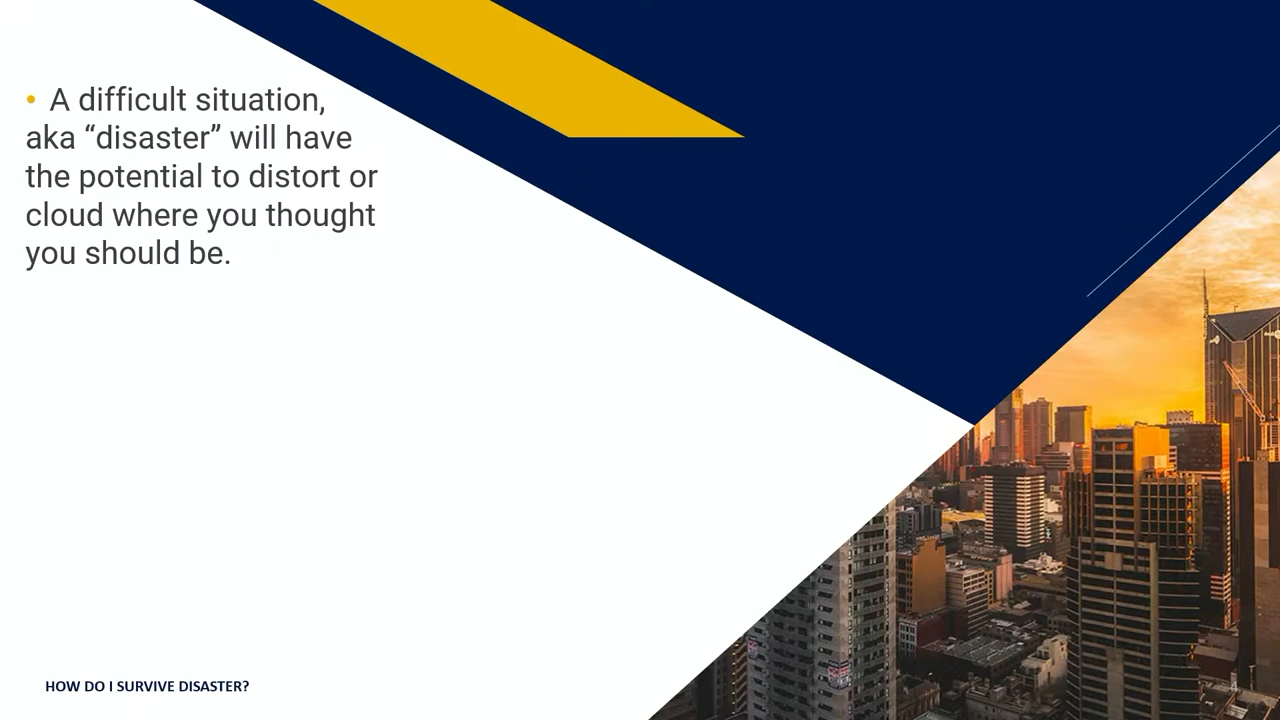 • A difficult situation,
aka “disaster” will have
the potential to distort or
cloud where you thought
you should be.
HOW DO I SURVIVE DISASTER?
4